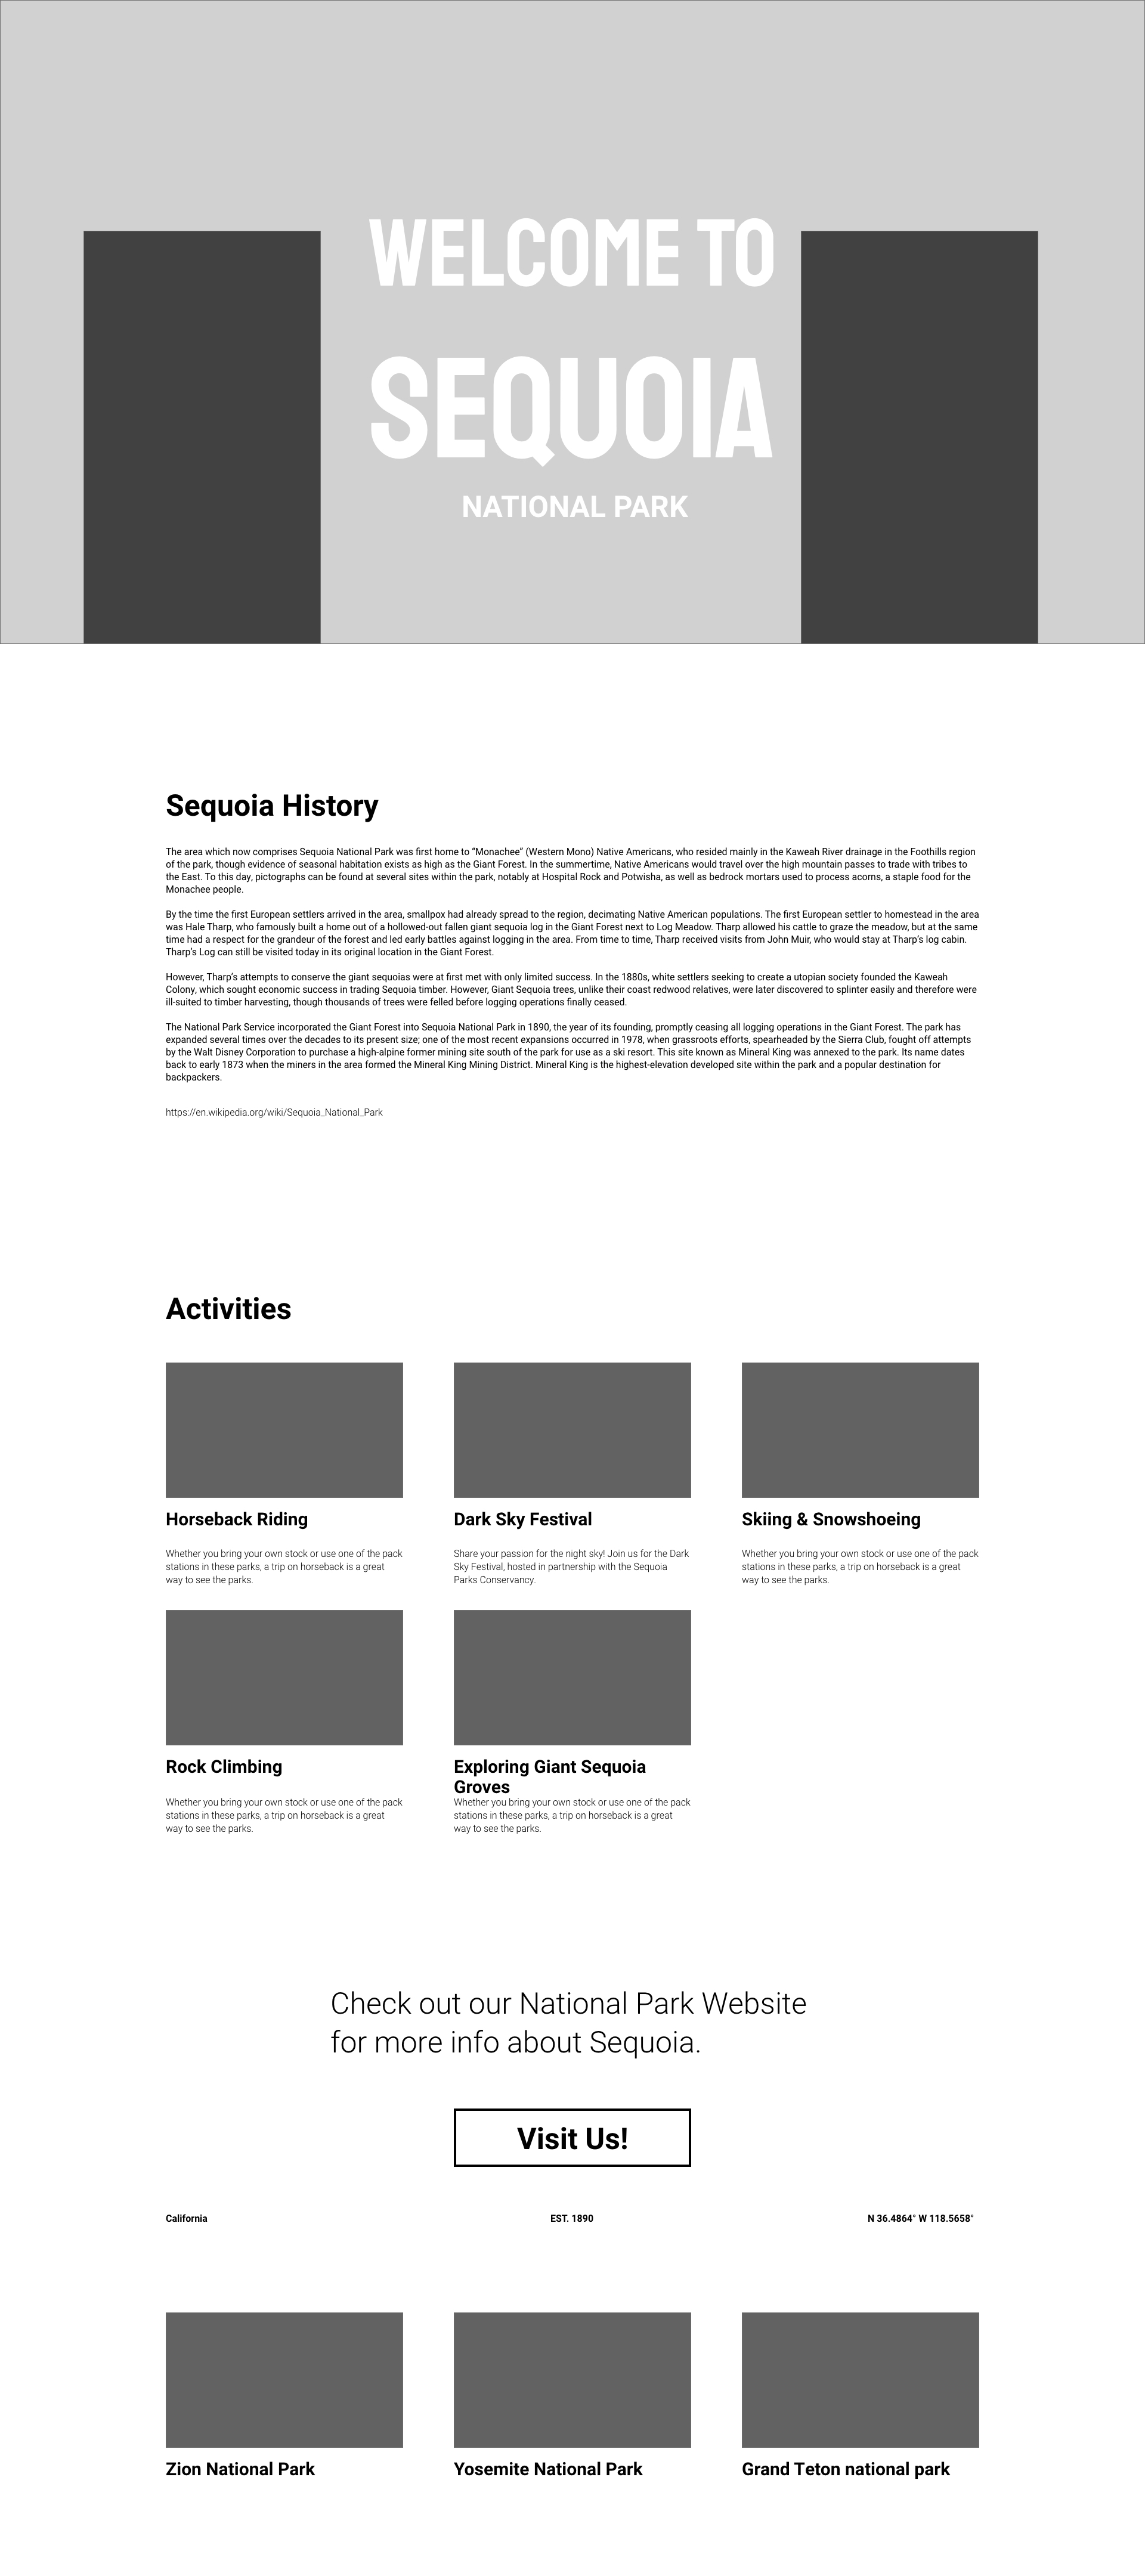 WELCOME TO
SEQUOIA
NATIONAL PARK
Sequoia History
The area which now comprises Sequoia National Park was first home to “Monachee” (Western Mono) Native Americans, who resided mainly in the Kaweah River drainage in the Foothills region
of the park, though evidence of seasonal habitation exists as high as the Giant Forest. In the summertime, Native Americans would travel over the high mountain passes to trade with tribes to
the East. To this day, pictographs can be found at several sites within the park, notably at Hospital Rock and Potwisha, as well as bedrock mortars used to process acorns, a staple food for the
Monachee people.
By the time the first European settlers arrived in the area, smallpox had already spread to the region, decimating Native American populations. The first European settler to homestead in the area
was Hale Tharp, who famously built a home out of a hollowed-out fallen giant sequoia log in the Giant Forest next to Log Meadow. Tharp allowed his cattle to graze the meadow, but at the same
time had a respect for the grandeur of the forest and led early battles against logging in the area. From time to time, Tharp received visits from John Muir, who would stay at Tharp’s log cabin.
Tharp’s Log can still be visited today in its original location in the Giant Forest.
However, Tharp’s attempts to conserve the giant sequoias were at first met with only limited success. In the 1880s, white settlers seeking to create a utopian society founded the Kaweah
Colony, which sought economic success in trading Sequoia timber. However, Giant Sequoia trees, unlike their coast redwood relatives, were later discovered to splinter easily and therefore were
ill-suited to timber harvesting, though thousands of trees were felled before logging operations finally ceased.
The National Park Service incorporated the Giant Forest into Sequoia National Park in 1890, the year of its founding, promptly ceasing all logging operations in the Giant Forest. The park has
expanded several times over the decades to its present size; one of the most recent expansions occurred in 1978, when grassroots efforts, spearheaded by the Sierra Club, fought off attempts
by the Walt Disney Corporation to purchase a high-alpine former mining site south of the park for use as a ski resort. This site known as Mineral King was annexed to the park. Its name dates
back to early 1873 when the miners in the area formed the Mineral King Mining District. Mineral King is the highest-elevation developed site within the park and a popular destination for
backpackers.
https://en.wikipedia.org/wiki/Sequoia_National_Park
Activities
Horseback Riding
Whether you bring your own stock or use one of the pack
stations in these parks, a trip on horseback is a great
way to see the parks.
Dark Sky Festival
Share your passion for the night sky! Join us for the Dark
Sky Festival, hosted in partnership with the Sequoia
Parks Conservancy.
Skiing & Snowshoeing
Whether you bring your own stock or use one of the pack
stations in these parks, a trip on horseback is a great
way to see the parks.
Rock Climbing
Whether you bring your own stock or use one of the pack
stations in these parks, a trip on horseback is a great
way to see the parks.
Exploring Giant Sequoia
Groves
Whether you bring your own stock or use one of the pack
stations in these parks, a trip on horseback is a great
way to see the parks.
Check out our National Park Website
for more info about Sequoia.
Visit Us!
California
EST. 1890
N 36.4864° W 118.5658°
Zion National Park
Yosemite National Park
Grand Teton national park